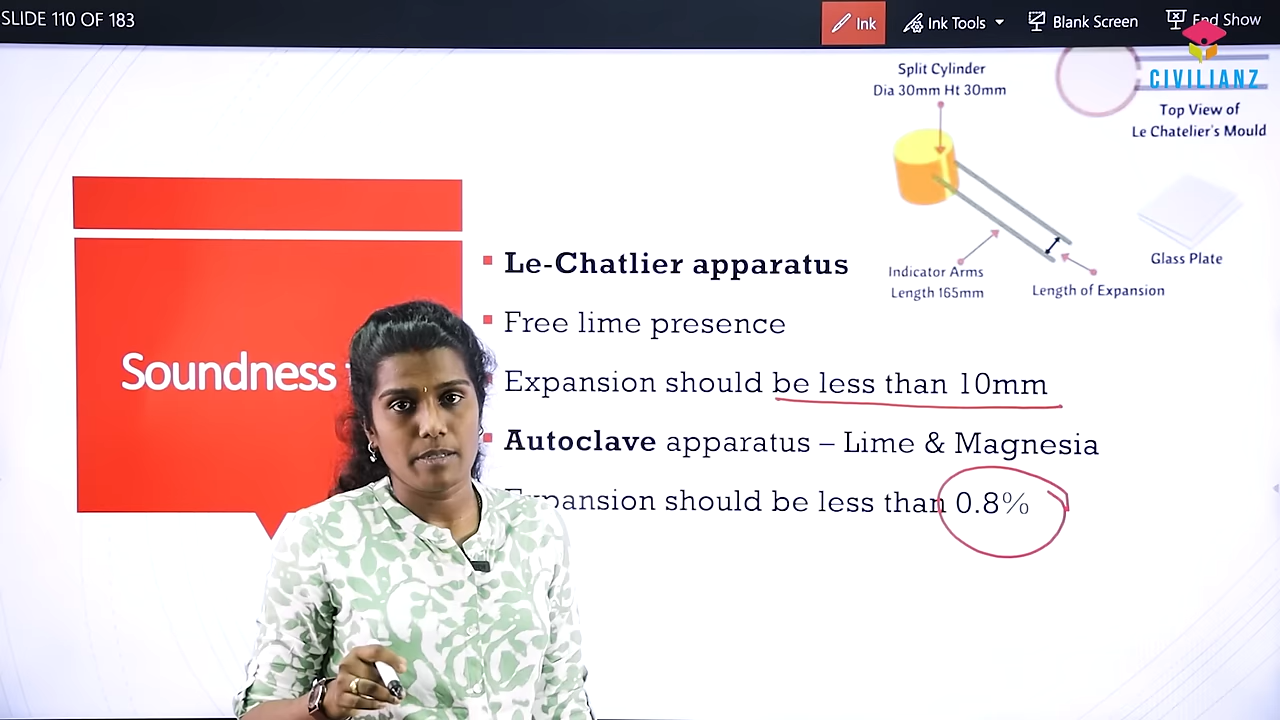 SLIDE 110 OF 183
Ink
Ink Tools
Blank Screen
End Show
CIVILIANZ
Split Cylinder
Dia 30mm Ht 30mm
Top View of
Le Chatelier's Mould
Indicator Arms
Length 165mm
Length of Expansion
Glass Plate
Soundness
Le-Chatlier apparatus
Free lime presence
Expansion should be less than 10mm
Autoclave apparatus – Lime & Magnesia
Expansion should be less than 0.8%